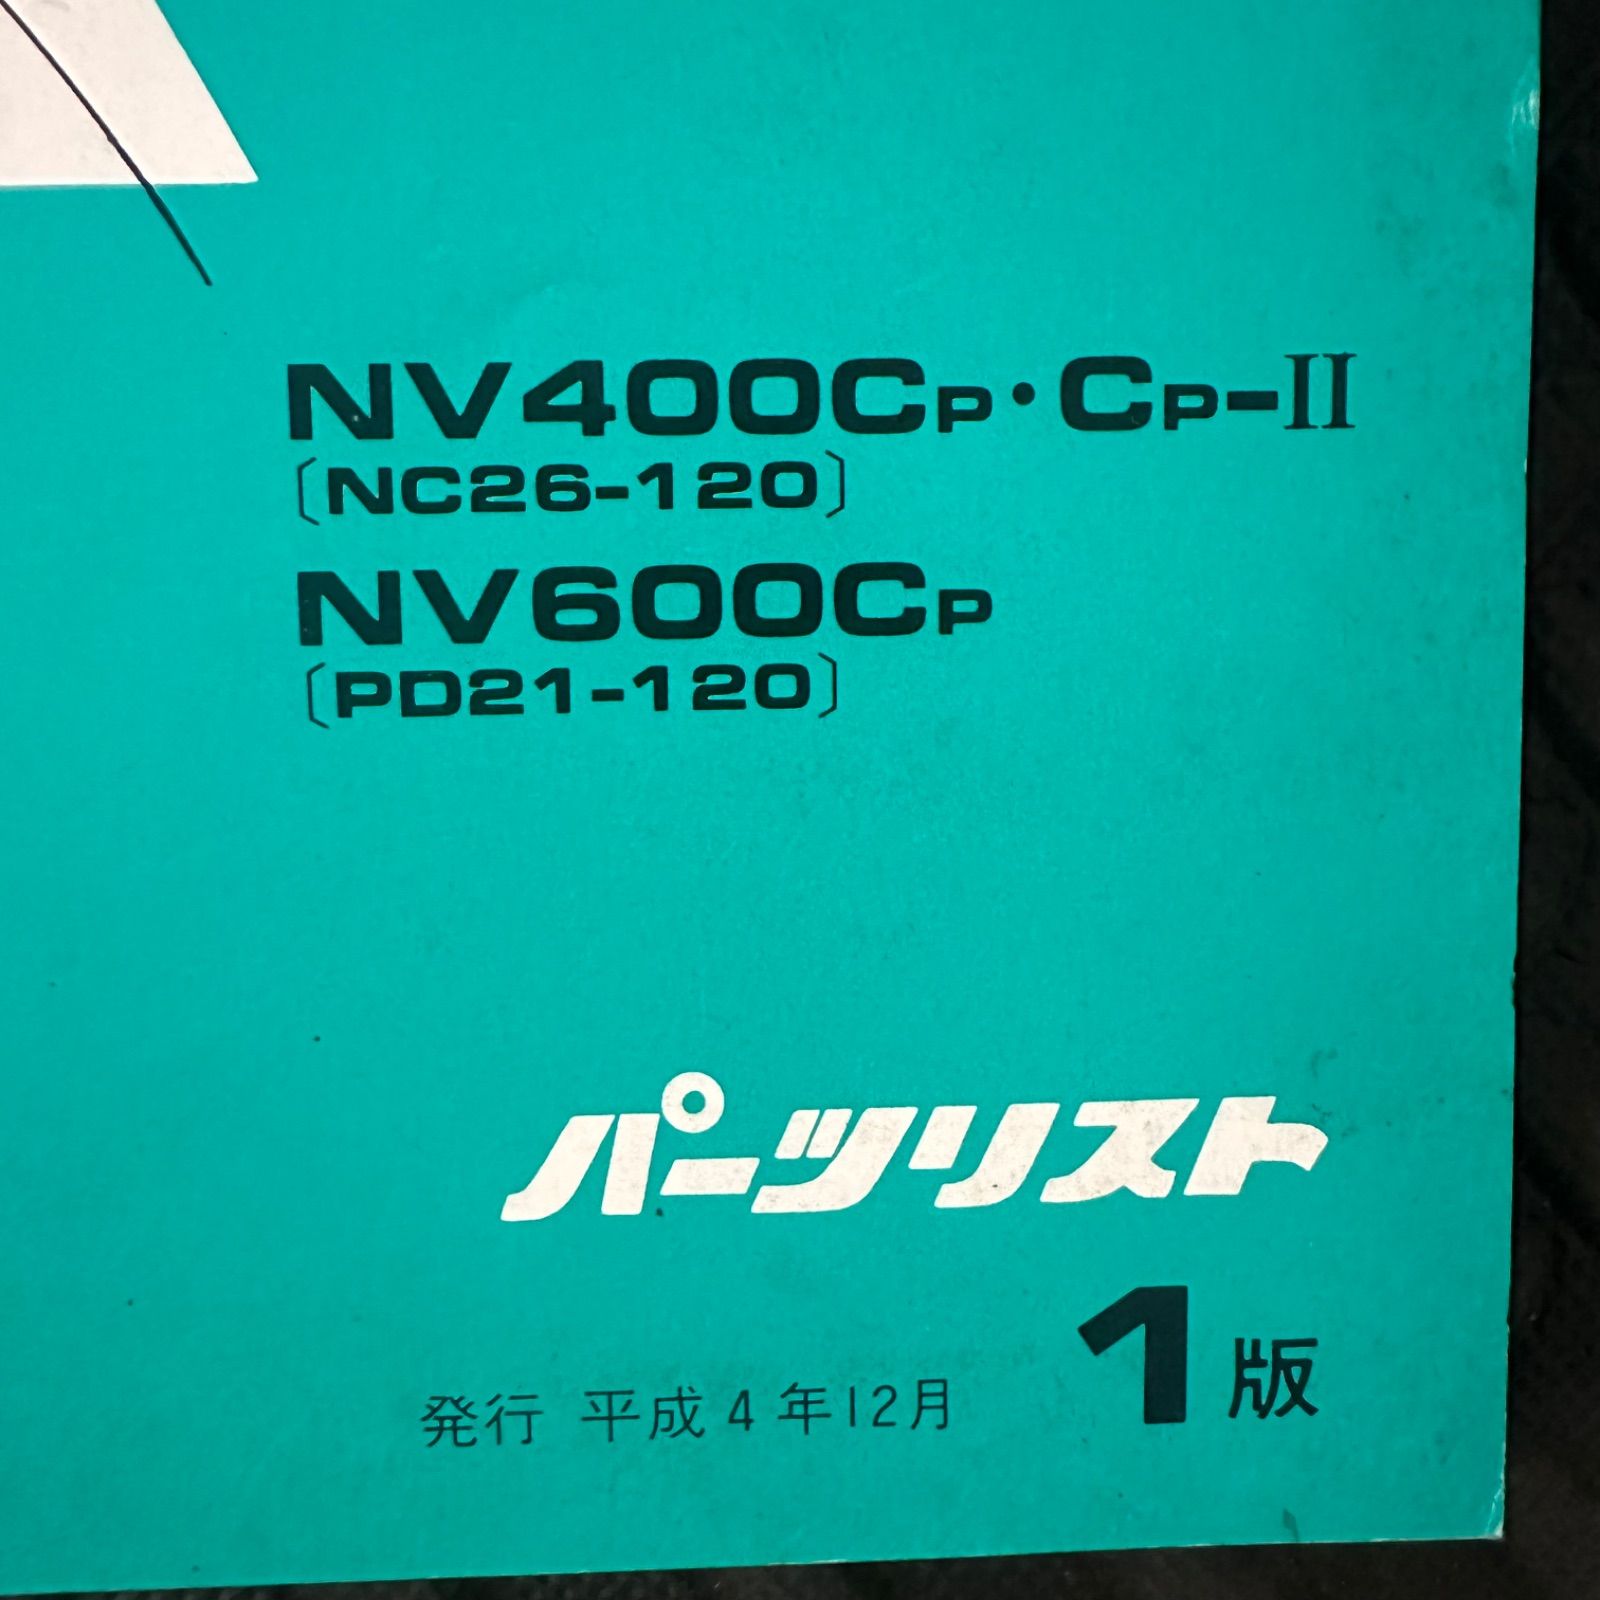 NV400CP・CP-II
〔NC26-120〕
NV600CP
〔PD21-120〕
パーツリスト
1版
発行 平成4年12月